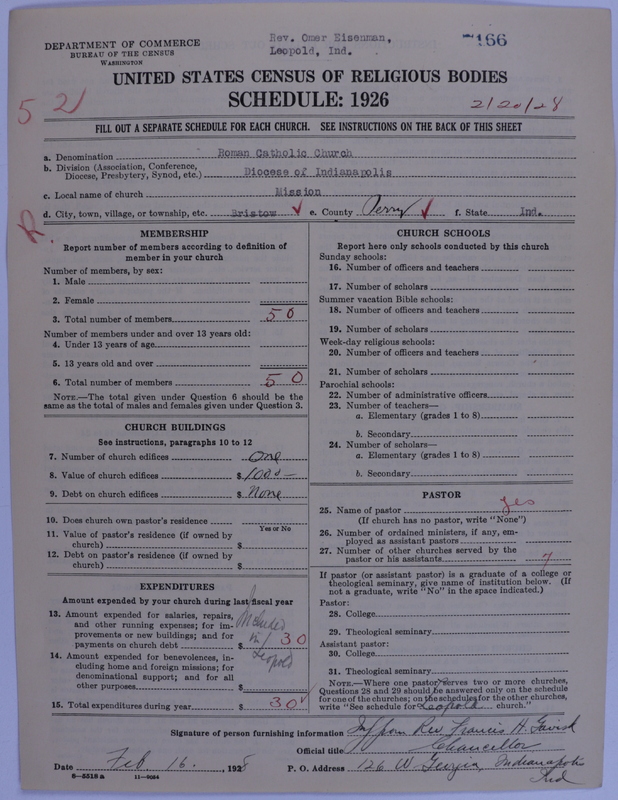 DEPARTMENT OF COMMERCE
BUREAU OF THE CENSUS
WASHINGTON
Rev. Omer Eisenman,
Leopold, Ind.
166
UNITED STATES CENSUS OF RELIGIOUS BODIES
SCHEDULE: 1926
52
2/20/28
FILL OUT A SEPARATE SCHEDULE FOR EACH CHURCH. SEE INSTRUCTIONS ON THE BACK OF THIS SHEET
a. Denomination Roman Catholic Church
b. Division (Association, Conference, Diocese, Presbytery, Synod, etc.) Diocese of Indianapolis
c. Local name of church Mission
d. City, town, village, or township, etc. Bristow e. County Perry f. State Ind.
R.
MEMBERSHIP
Report number of members according to definition of
member in your church
Number of members, by sex:
1. Male
2. Female
3. Total number of members 50
Number of members under and over 13 years old:
4. Under 13 years of age
5. 13 years old and over
6. Total number of members 50
NOTE.—The total given under Question 6 should be the
same as the total of males and females given under Question 3.
CHURCH BUILDINGS
See instructions, paragraphs 10 to 12
7. Number of church edifices One
8. Value of church edifices $ 1000 —
9. Debt on church edifices $ None
10. Does church own pastor's residence
Yes or No
11. Value of pastor's residence (if owned by
church) $
12. Debt on pastor's residence (if owned by
church) $
EXPENDITURES
Amount expended by your church during last fiscal year
13. Amount expended for salaries, repairs,
and other running expenses; for im-
provements or new buildings; and for
payments on church debt $ 30
Included
in
Leopold
14. Amount expended for benevolences, in-
cluding home and foreign missions; for
denominational support; and for all
other purposes $
15. Total expenditures during year $ 30
CHURCH SCHOOLS
Report here only schools conducted by this church
Sunday schools:
16. Number of officers and teachers
17. Number of scholars
Summer vacation Bible schools:
18. Number of officers and teachers
19. Number of scholars
Week-day religious schools:
20. Number of officers and teachers
21. Number of scholars
Parochial schools:
22. Number of administrative officers
23. Number of teachers—
a. Elementary (grades 1 to 8)
b. Secondary
24. Number of scholars—
a. Elementary (grades 1 to 8)
b. Secondary
PASTOR
25. Name of pastor yes
(If church has no pastor, write "None")
26. Number of ordained ministers, if any, em-
ployed as assistant pastors
27. Number of other churches served by the
pastor or his assistants 7
If pastor (or assistant pastor) is a graduate of a college or
theological seminary, give name of institution below. (If
not a graduate, write "No" in the space indicated.)
Pastor:
28. College
29. Theological seminary
Assistant pastor:
30. College
31. Theological seminary
NOTE.—Where one pastor serves two or more churches,
Questions 28 and 29 should be answered only on the schedule
for one of the churches; on the schedules for the other churches,
write "See schedule for Leopold church."
Signature of person furnishing information Inf from Rev. Francis H. Gavisk
Official title Chancellor
Date Feb 16, 1928 P. O. Address 126 W Georgia, Indianapolis
Ind
6—5518a 11—9064